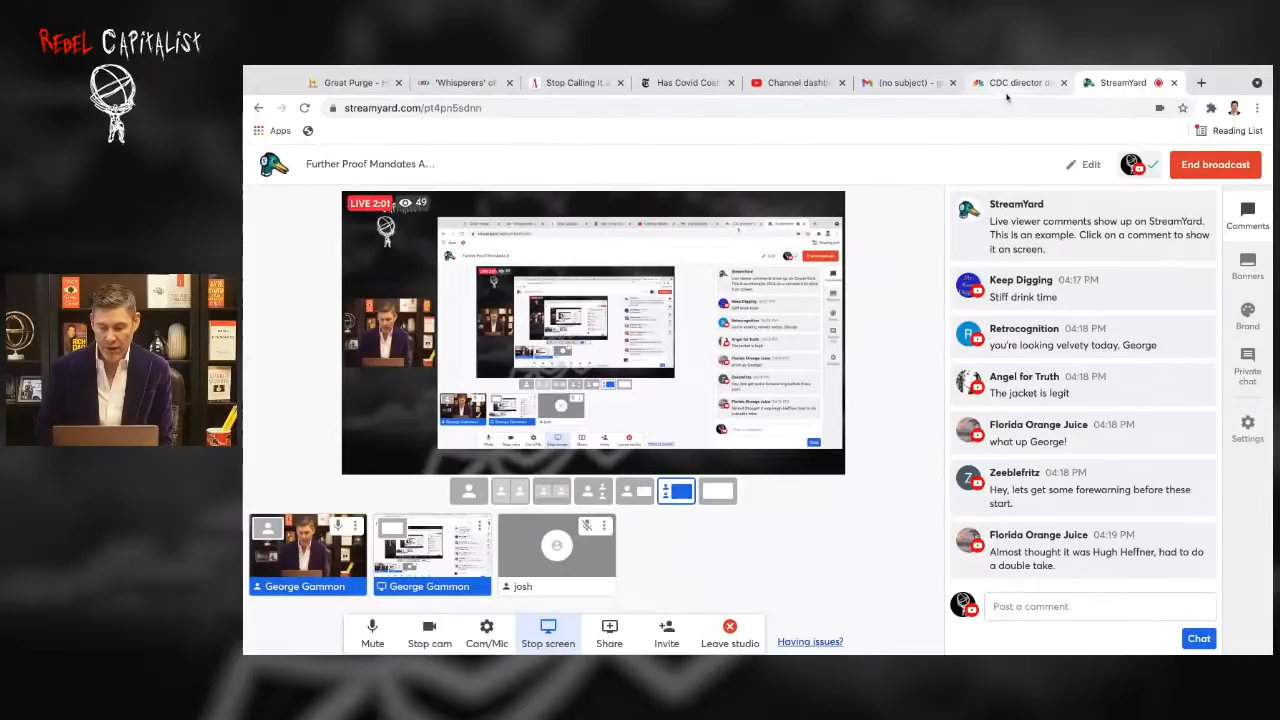 REBEL CAPITALIST
Great Purge - H
'Whisperers' of
Stop Calling It a
Has Covid Cost
Channel dashb
(no subject) - g
CDC director d
StreamYard
streamyard.com/pt4pn5sdnn
Apps
Reading List
Further Proof Mandates A...
Edit
End broadcast
LIVE 2:01
49
StreamYard
Live viewer comments show up on StreamYard.
This is an example. Click on a comment to show
it on screen.
Keep Digging 04:17 PM
Stiff drink time
Retrocognition 04:18 PM
you're looking velvety today, George
Angel for Truth 04:18 PM
The jacket is legit
Florida Orange Juice 04:18 PM
what up George!
Zeeblefritz 04:18 PM
Hey, lets get some forewarning before these
start.
Florida Orange Juice 04:19 PM
Almost thought it was Hugh Heffner, had to do
a double take.
Post a comment
Chat
Comments
Banners
Brand
Private
chat
Settings
George Gammon
George Gammon
josh
Mute
Stop cam
Cam/Mic
Stop screen
Share
Invite
Leave studio
Having issues?